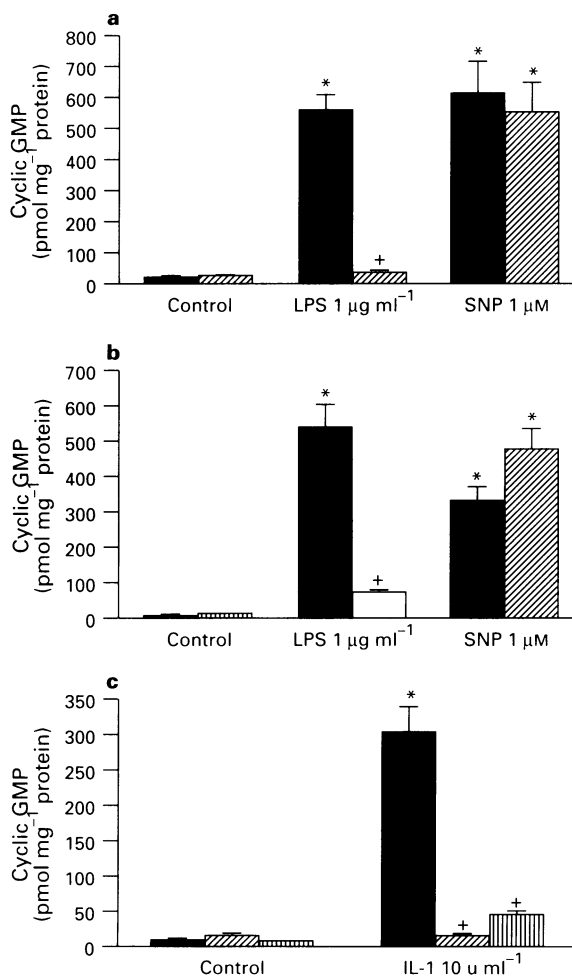 a
Cyclic GMP
(pmol mg⁻¹ protein)
800
700
600
500
400
300
200
100
0
*
+
*
*
Control
LPS 1 µg ml⁻¹
SNP 1 µM
b
Cyclic GMP
(pmol mg⁻¹ protein)
700
600
500
400
300
200
100
0
*
+
*
*
Control
LPS 1 µg ml⁻¹
SNP 1 µM
c
Cyclic GMP
(pmol mg⁻¹ protein)
350
300
250
200
150
100
50
0
*
+
+
Control
IL-1 10 u ml⁻¹